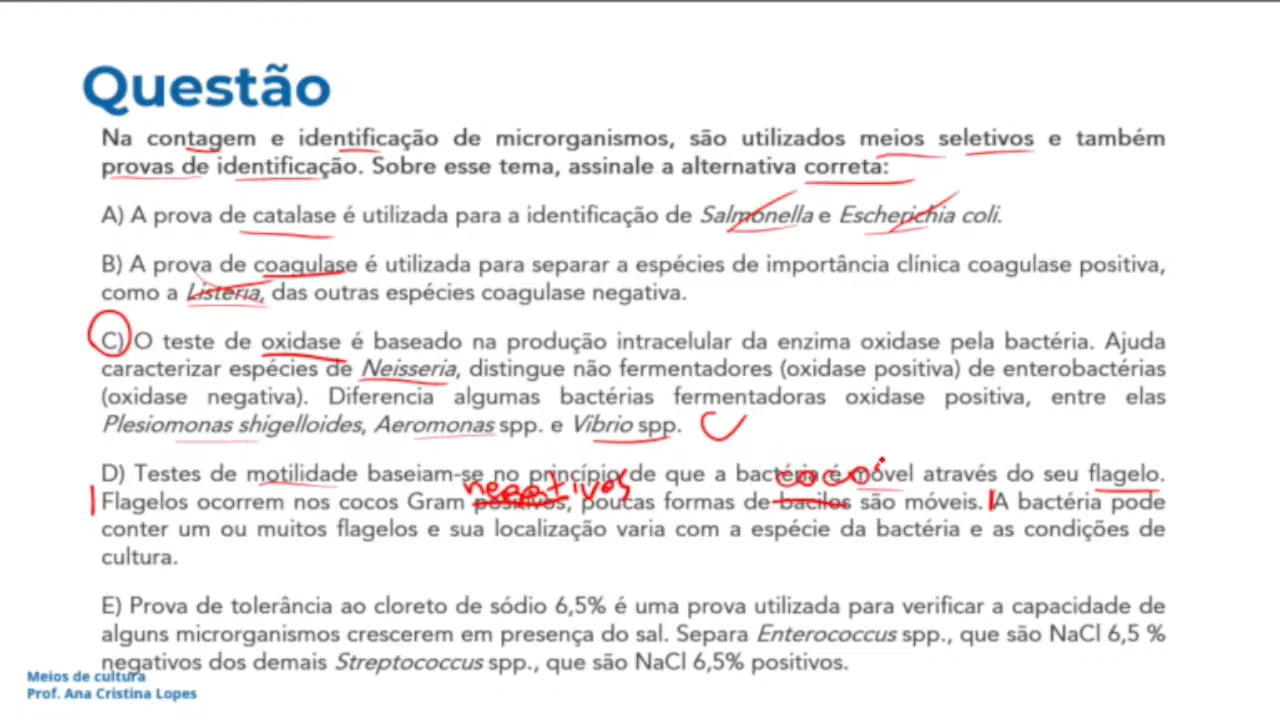 Questão
Na contagem e identificação de microrganismos, são utilizados meios seletivos e também
provas de identificação. Sobre esse tema, assinale a alternativa correta:
A) A prova de catalase é utilizada para a identificação de Salmonella e Escherichia coli.
B) A prova de coagulase é utilizada para separar a espécies de importância clínica coagulase positiva,
como a Listeria, das outras espécies coagulase negativa.
C) O teste de oxidase é baseado na produção intracelular da enzima oxidase pela bactéria. Ajuda
caracterizar espécies de Neisseria, distingue não fermentadores (oxidase positiva) de enterobactérias
(oxidase negativa). Diferencia algumas bactérias fermentadoras oxidase positiva, entre elas
Plesiomonas shigelloides, Aeromonas spp. e Vibrio spp.
D) Testes de motilidade baseiam-se no princípio de que a bactéria é móvel através do seu flagelo.
negativos cocoi
Flagelos ocorrem nos cocos Gram positivos, poucas formas de bacilos são móveis. A bactéria pode
conter um ou muitos flagelos e sua localização varia com a espécie da bactéria e as condições de
cultura.
E) Prova de tolerância ao cloreto de sódio 6,5% é uma prova utilizada para verificar a capacidade de
alguns microrganismos crescerem em presença do sal. Separa Enterococcus spp., que são NaCl 6,5 %
negativos dos demais Streptococcus spp., que são NaCl 6,5% positivos.
Meios de cultura
Prof. Ana Cristina Lopes